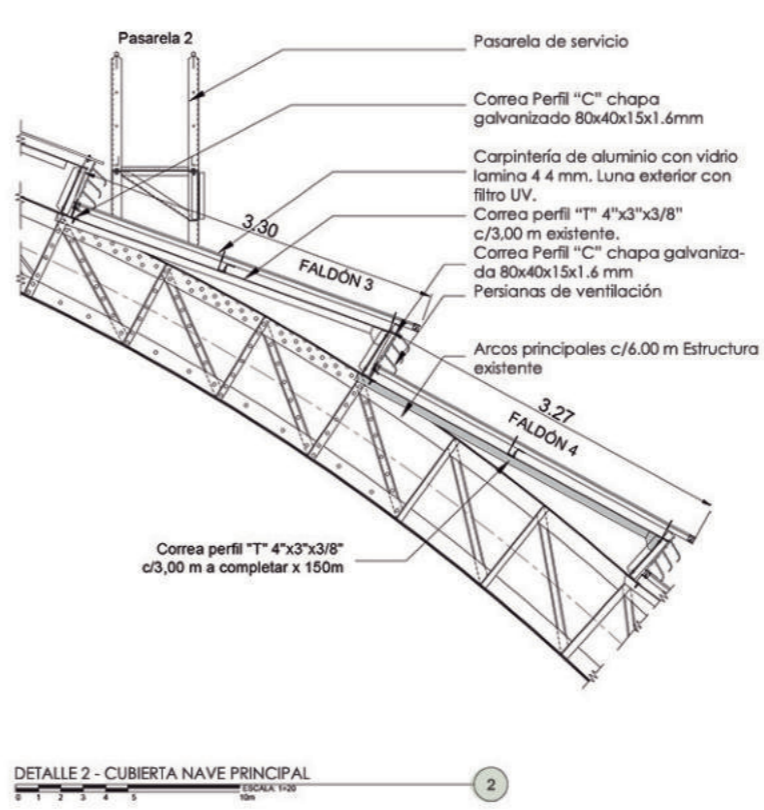 Pasarela 2
Pasarela de servicio
Correa Perfil "C" chapa
galvanizado 80x40x15x1.6mm
Carpintería de aluminio con vidrio
lamina 4 4 mm. Luna exterior con
filtro UV.
Correa perfil "T" 4"x3"x3/8"
c/3,00 m existente.
Correa Perfil "C" chapa galvaniza-
da 80x40x15x1.6 mm
Persianas de ventilación
Arcos principales c/6.00 m Estructura
existente
3.30
FALDÓN 3
3.27
FALDÓN 4
Correa perfil "T" 4"x3"x3/8"
c/3,00 m a completar x 150m
DETALLE 2 - CUBIERTA NAVE PRINCIPAL
ESCALA: 1=20
0 1 2 3 4 5 10m
2